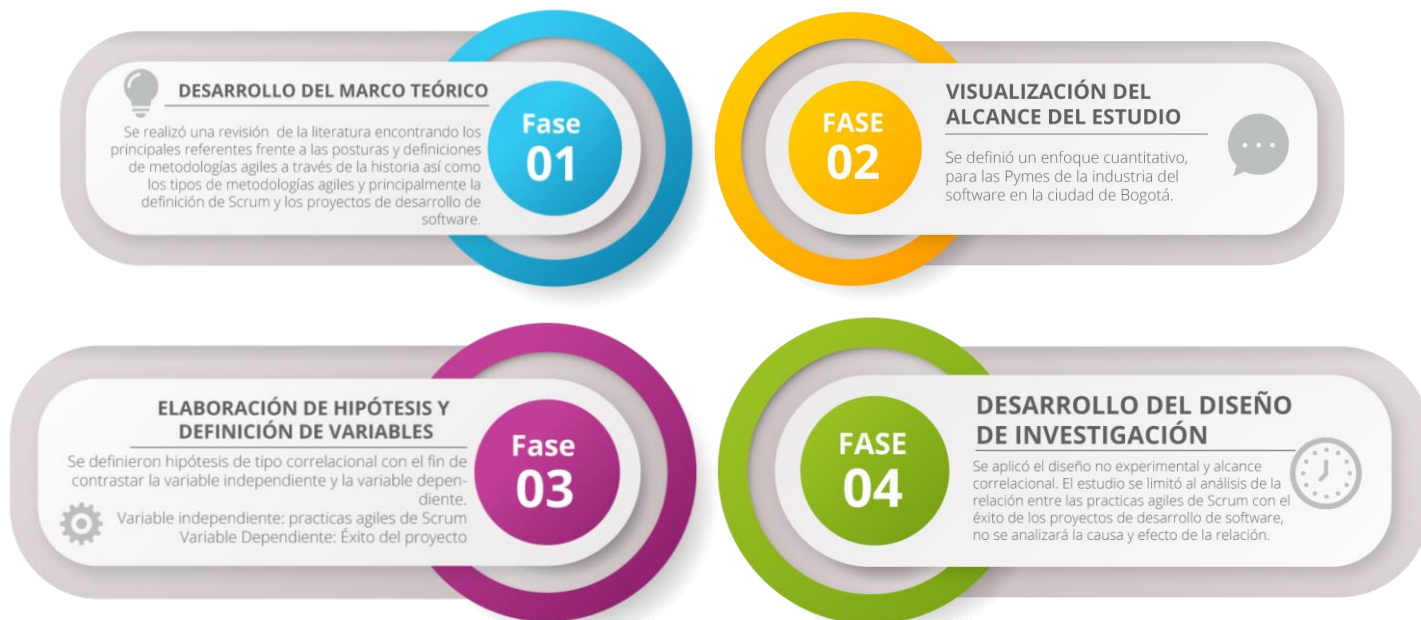 DESARROLLO DEL MARCO TEÓRICO
Se realizó una revisión de la literatura encontrando los
principales referentes frente a las posturas y definiciones
de metodologías agiles a través de la historia así como
los tipos de metodologías agiles y principalmente la
definición de Scrum y los proyectos de desarrollo de
software.
Fase
01
FASE
02
VISUALIZACIÓN DEL
ALCANCE DEL ESTUDIO
Se definió un enfoque cuantitativo,
para las Pymes de la industria del
software en la ciudad de Bogotá.
ELABORACIÓN DE HIPÓTESIS Y
DEFINICIÓN DE VARIABLES
Se definieron hipótesis de tipo correlacional con el fin de
contrastar la variable independiente y la variable depen-
diente.
Variable independiente: practicas agiles de Scrum
Variable Dependiente: Éxito del proyecto
Fase
03
FASE
04
DESARROLLO DEL DISEÑO
DE INVESTIGACIÓN
Se aplicó el diseño no experimental y alcance
correlacional. El estudio se limitó al análisis de la
relación entre las practicas agiles de Scrum con el
éxito de los proyectos de desarrollo de software,
no se analizará la causa y efecto de la relación.